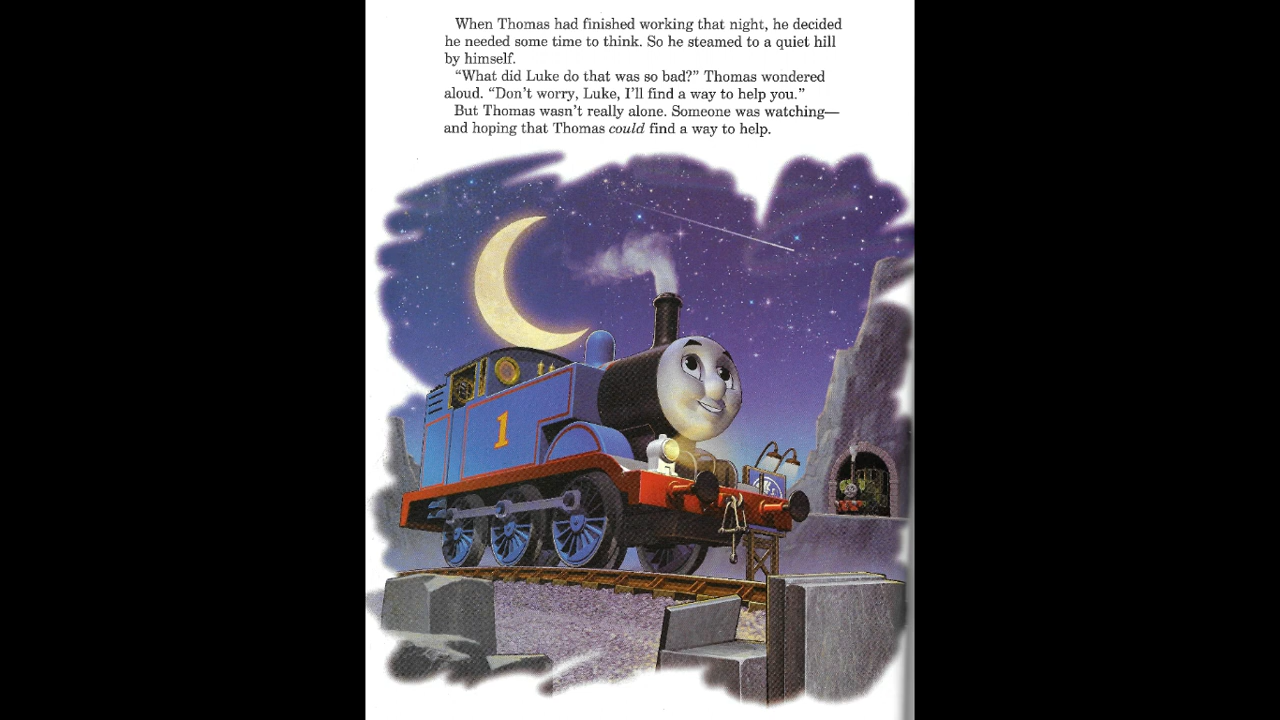 When Thomas had finished working that night, he decided
he needed some time to think. So he steamed to a quiet hill
by himself.
“What did Luke do that was so bad?” Thomas wondered
aloud. “Don’t worry, Luke, I’ll find a way to help you.”
But Thomas wasn’t really alone. Someone was watching—
and hoping that Thomas could find a way to help.
1